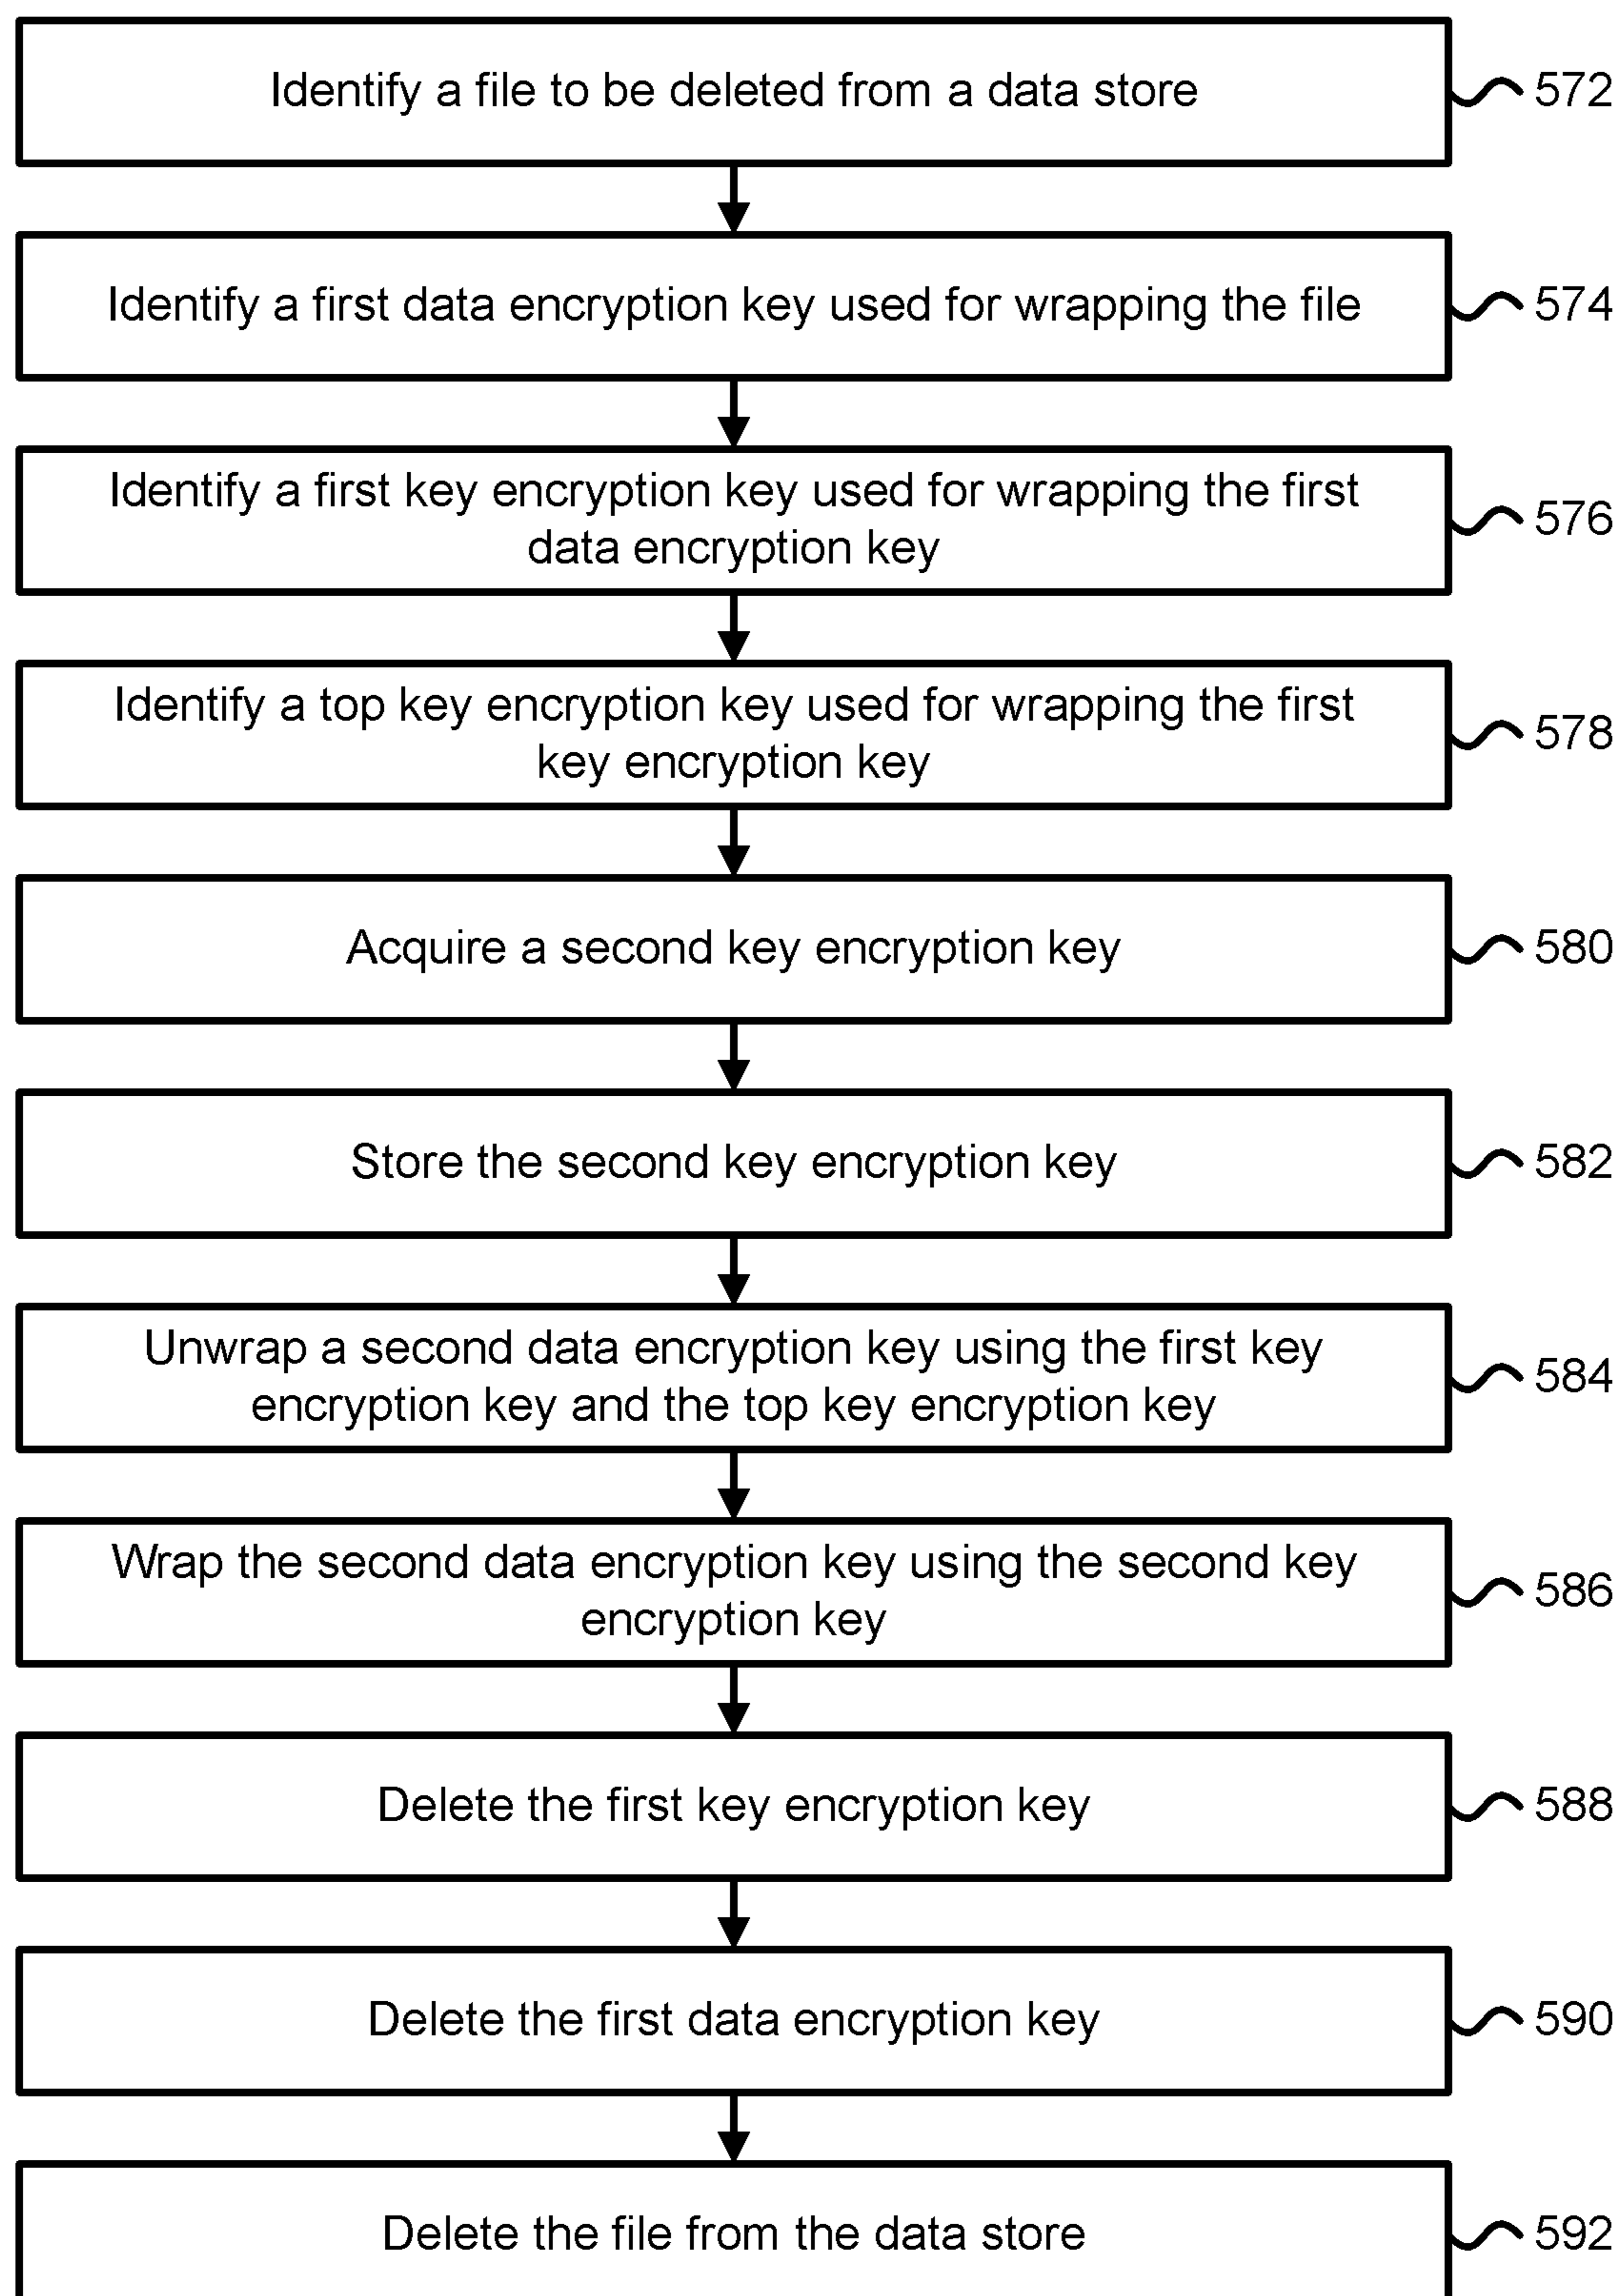 Identify a file to be deleted from a data store
572
Identify a first data encryption key used for wrapping the file
574
Identify a first key encryption key used for wrapping the first
data encryption key
576
Identify a top key encryption key used for wrapping the first
key encryption key
578
Acquire a second key encryption key
580
Store the second key encryption key
582
Unwrap a second data encryption key using the first key
encryption key and the top key encryption key
584
Wrap the second data encryption key using the second key
encryption key
586
Delete the first key encryption key
588
Delete the first data encryption key
590
Delete the file from the data store
592